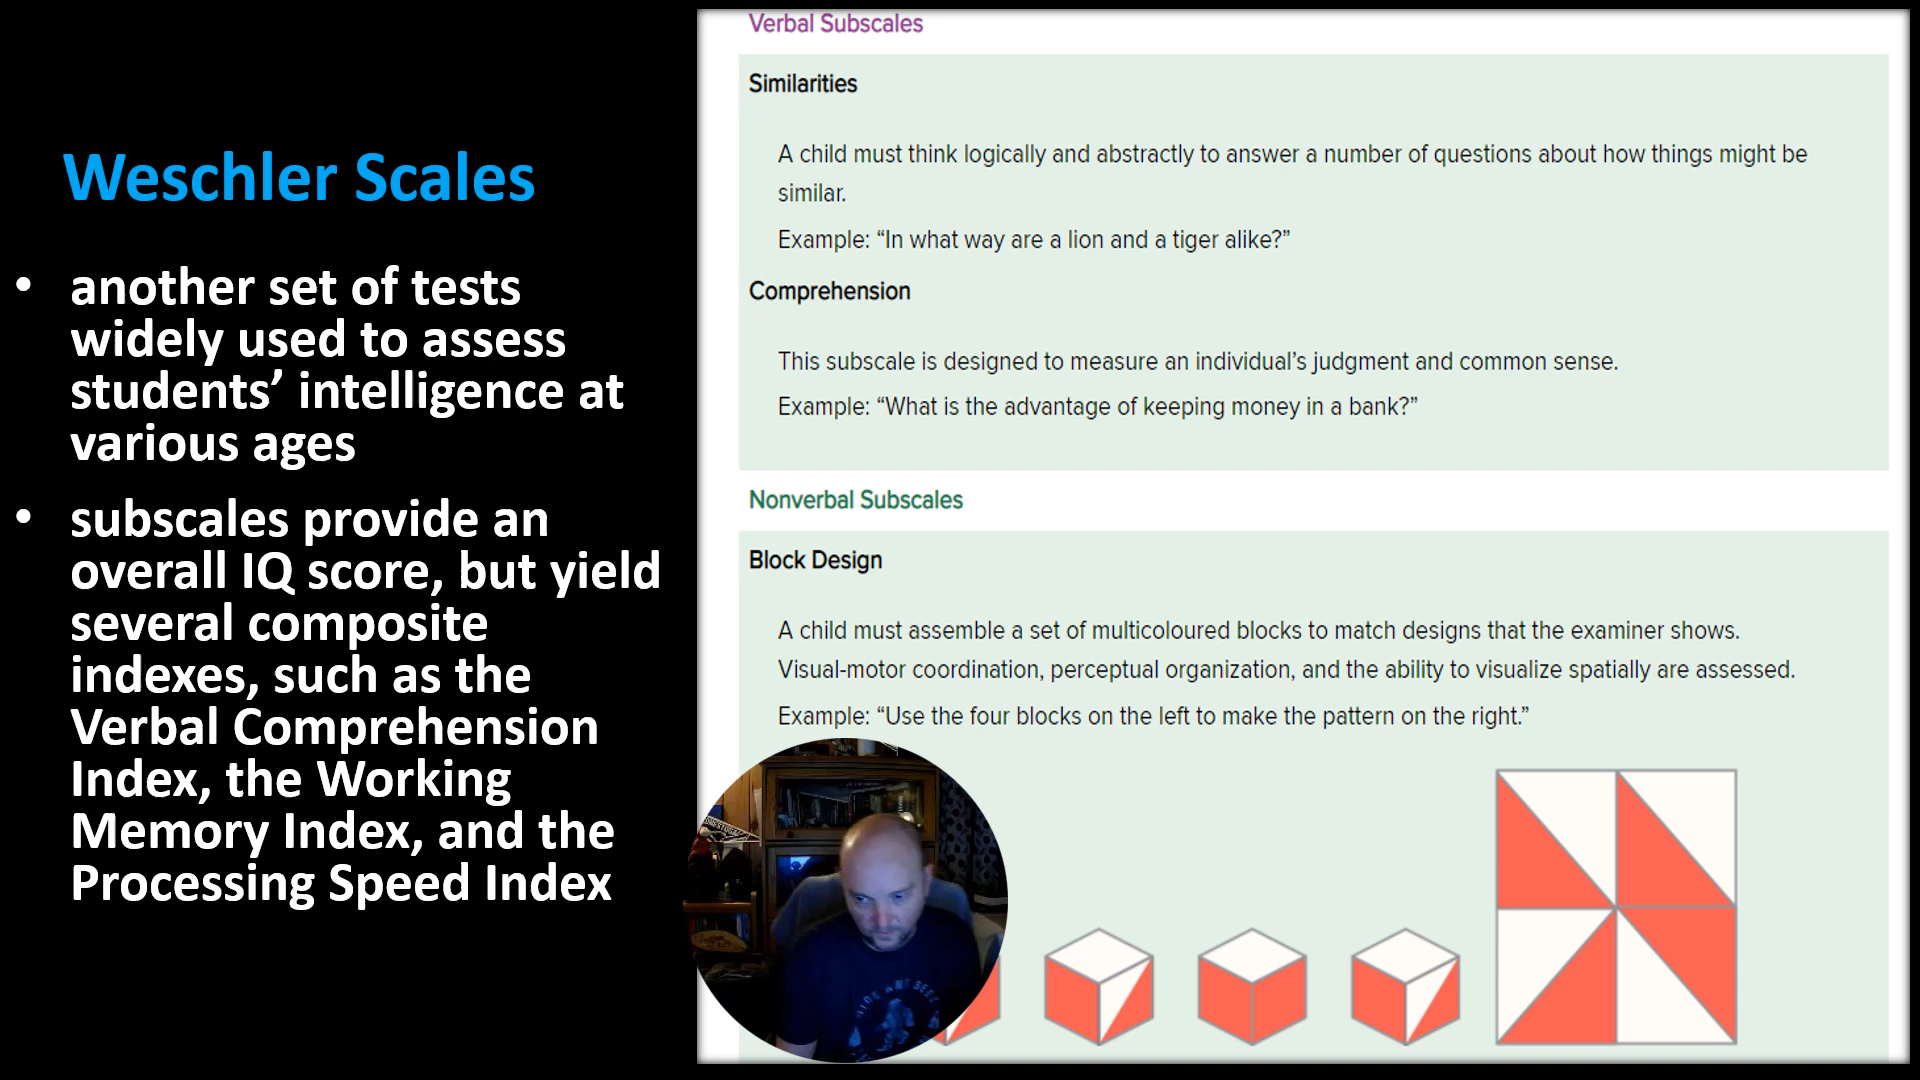 Weschler Scales
• another set of tests
widely used to assess
students’ intelligence at
various ages
• subscales provide an
overall IQ score, but yield
several composite
indexes, such as the
Verbal Comprehension
Index, the Working
Memory Index, and the
Processing Speed Index
Verbal Subscales
Similarities
A child must think logically and abstractly to answer a number of questions about how things might be
similar.
Example: “In what way are a lion and a tiger alike?”
Comprehension
This subscale is designed to measure an individual’s judgment and common sense.
Example: “What is the advantage of keeping money in a bank?”
Nonverbal Subscales
Block Design
A child must assemble a set of multicoloured blocks to match designs that the examiner shows.
Visual-motor coordination, perceptual organization, and the ability to visualize spatially are assessed.
Example: “Use the four blocks on the left to make the pattern on the right.”